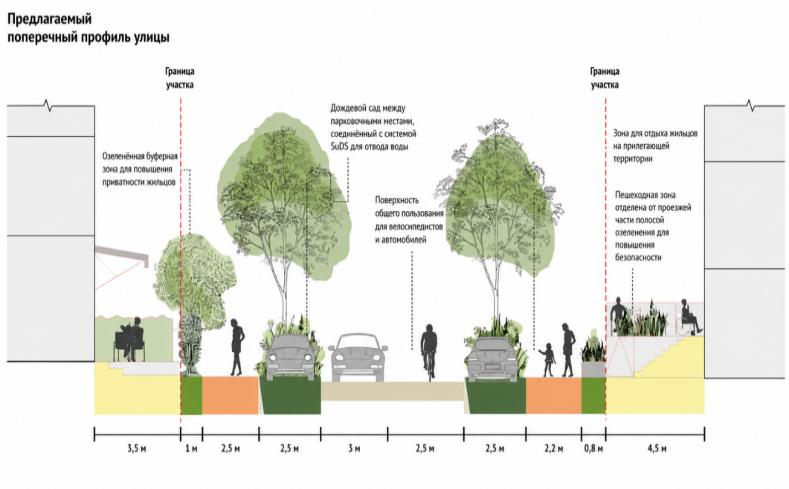 Предлагаемый
поперечный профиль улицы
Граница
участка
Граница
участка
Дождевой сад между
парковочными местами,
соединённый с системой
SuDS для отвода воды
Зона для отдыха жильцов
на прилегающей
территории
Озеленённая буферная
зона для повышения
приватности жильцов
Поверхность
общего пользования
для велосипедистов
и автомобилей
Пешеходная зона
отделена от проезжей
части полосой
озеленения для
повышения
безопасности
3,5 м
1 м
2,5 м
2,5 м
3 м
2,5 м
2,5 м
2,2 м
0,8 м
4,5 м